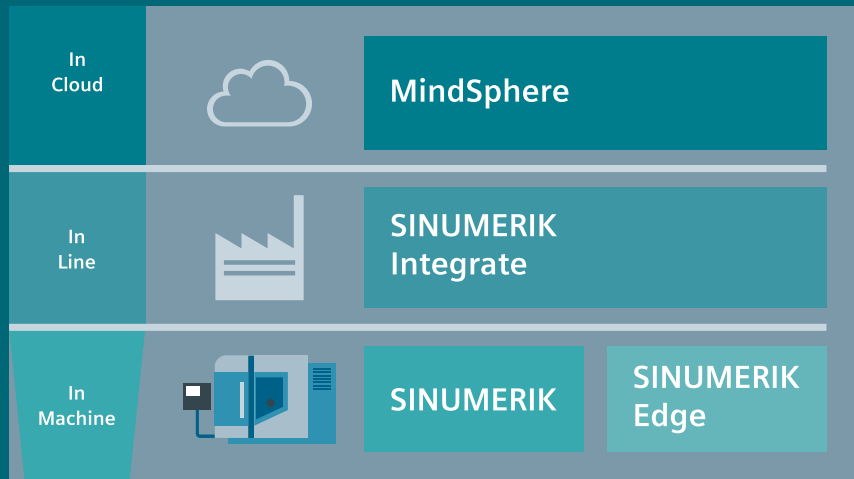 In
Cloud
MindSphere
In
Line
SINUMERIK
Integrate
In
Machine
SINUMERIK
SINUMERIK
Edge